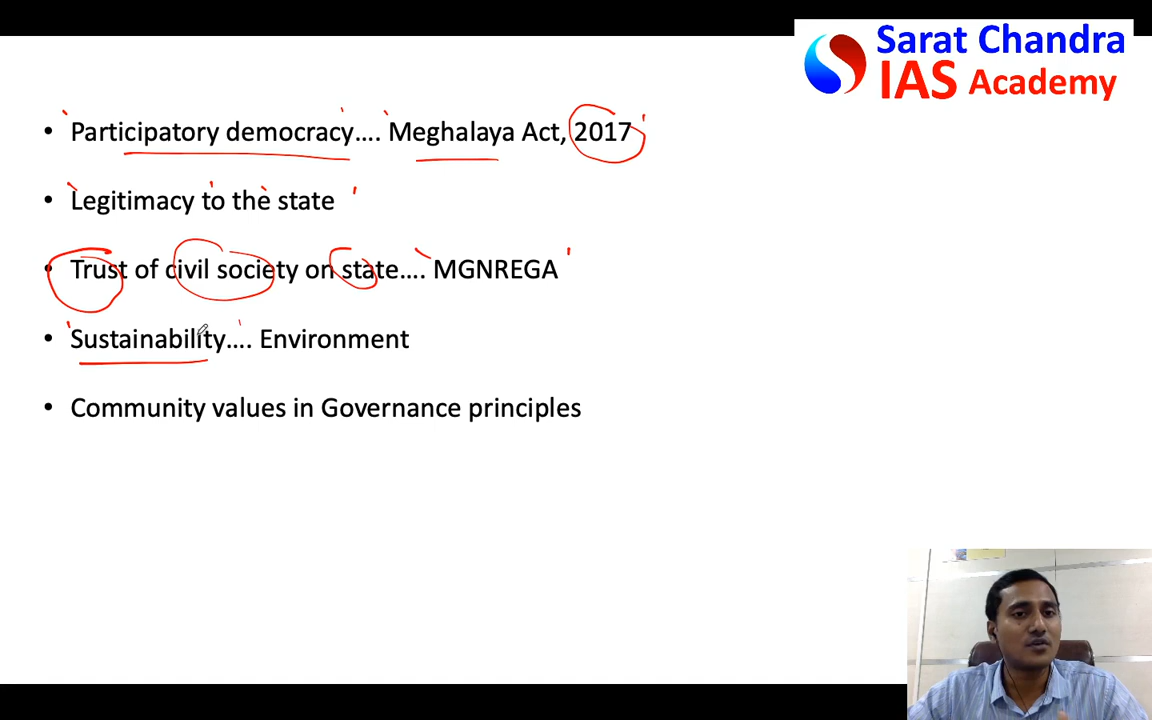 Sarat Chandra
IAS Academy
• Participatory democracy.... Meghalaya Act, 2017
• Legitimacy to the state
• Trust of civil society on state.... MGNREGA
• Sustainability.... Environment
• Community values in Governance principles